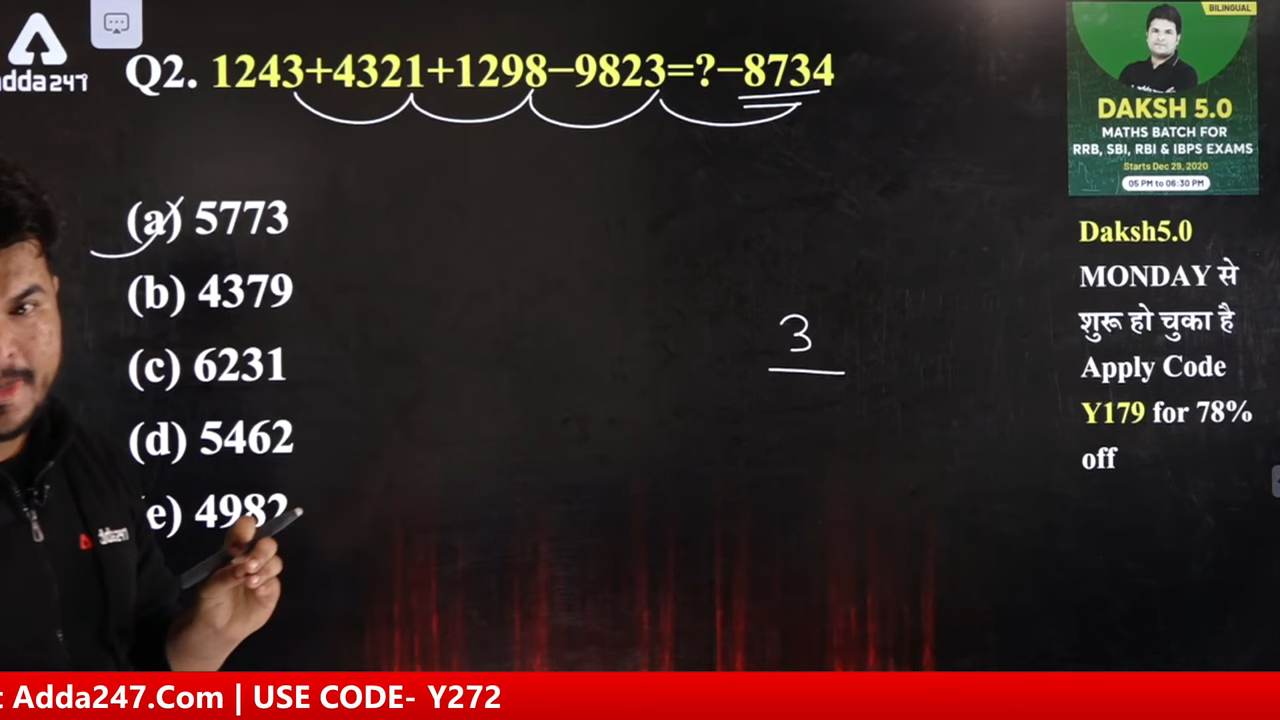 BILINGUAL
adda247
Q2. 1243+4321+1298−9823=?−8734
DAKSH 5.0
MATHS BATCH FOR
RRB, SBI, RBI & IBPS EXAMS
Starts Dec 29, 2020
05 PM to 06:30 PM
(a) 5773
(b) 4379
(c) 6231
(d) 5462
(e) 4982
3
Daksh5.0
MONDAY से
शुरू हो चुका है
Apply Code
Y179 for 78%
off
adda247
Adda247.Com | USE CODE- Y272